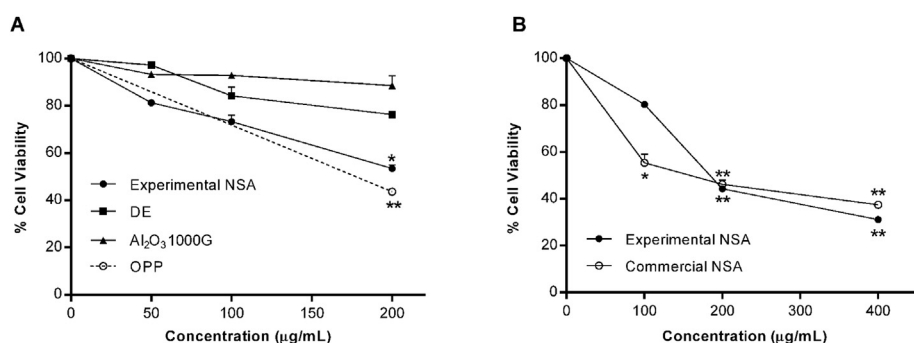 A
% Cell Viability
100
80
60
40
20
0
*
**
Experimental NSA
DE
Al₂O₃ 1000G
OPP
0 50 100 150 200
Concentration (µg/mL)
B
% Cell Viability
100
80
60
40
20
0
*
**
**
**
**
Experimental NSA
Commercial NSA
0 100 200 300 400
Concentration (µg/mL)